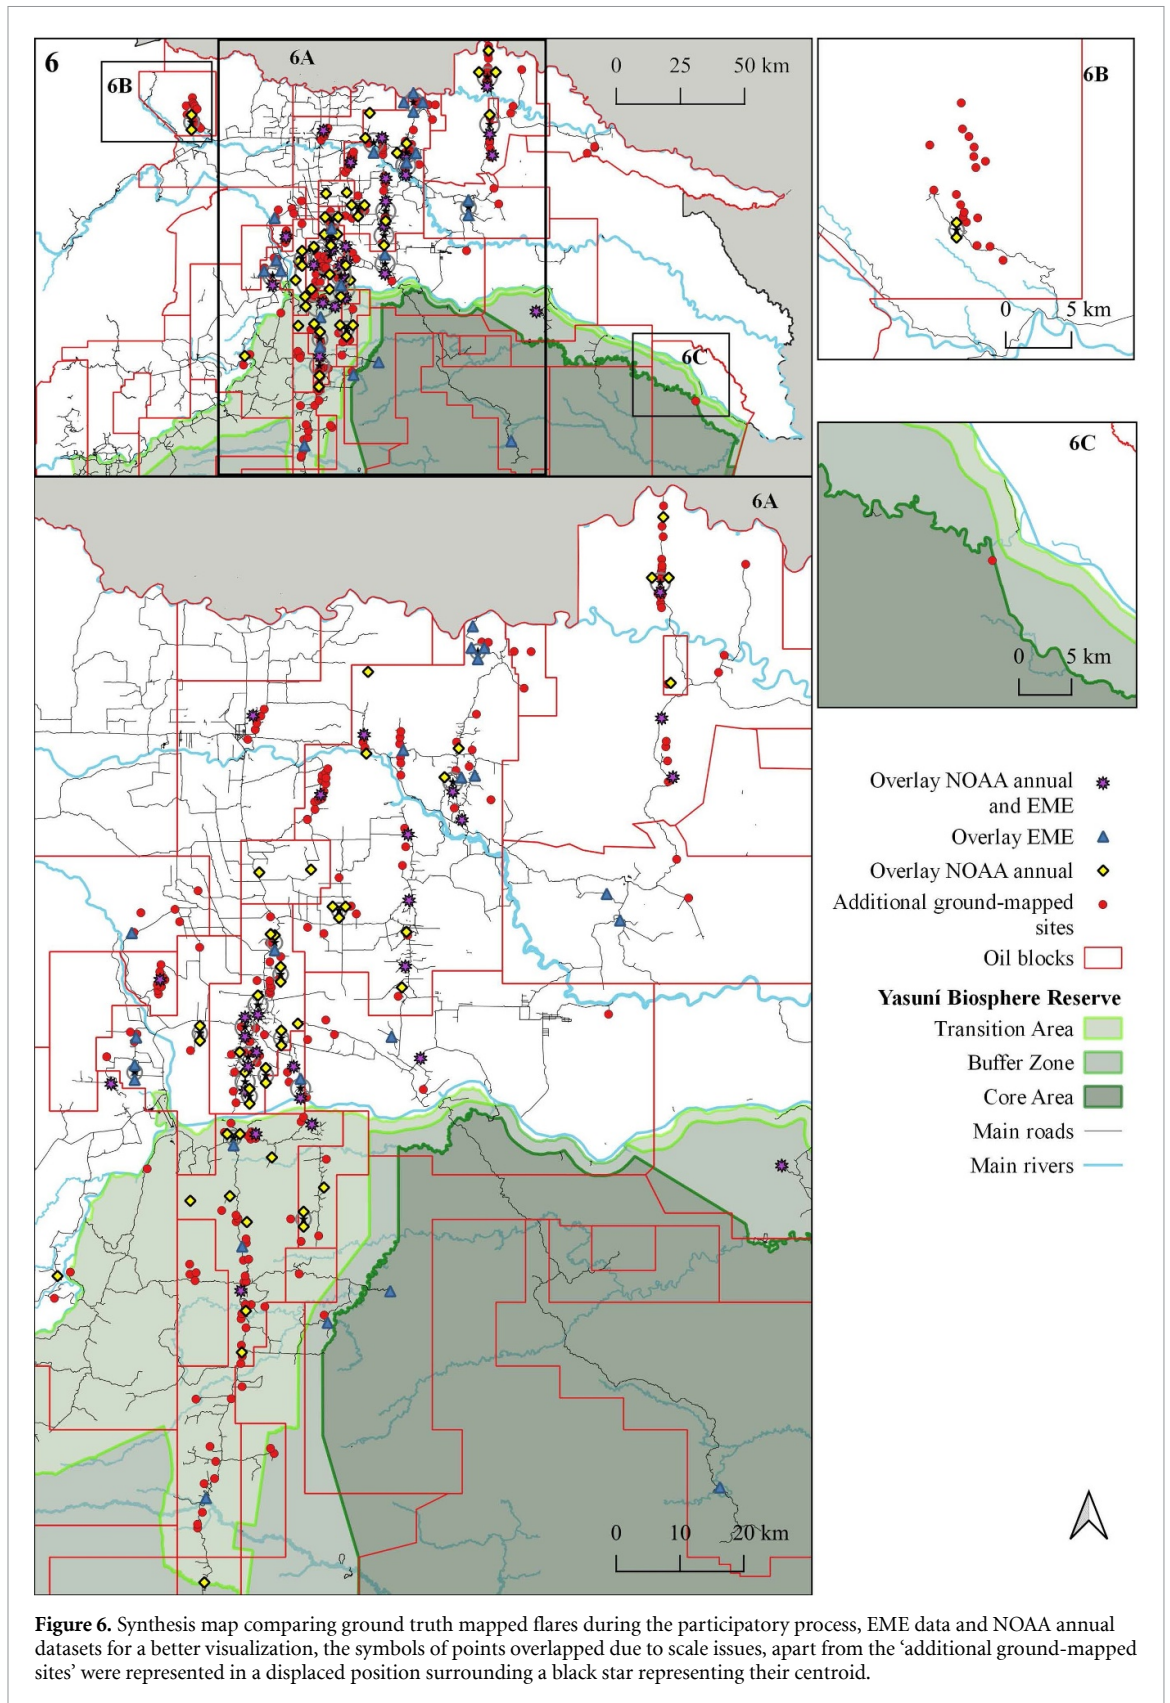 6
6A
6B
0 25 50 km
6C
6B
0 5 km
6C
0 5 km
6A
0 10 20 km
Overlay NOAA annual
and EME
Overlay EME
Overlay NOAA annual
Additional ground-mapped
sites
Oil blocks
Yasuní Biosphere Reserve
Transition Area
Buffer Zone
Core Area
Main roads
Main rivers
Figure 6. Synthesis map comparing ground truth mapped flares during the participatory process, EME data and NOAA annual
datasets for a better visualization, the symbols of points overlapped due to scale issues, apart from the ‘additional ground-mapped
sites’ were represented in a displaced position surrounding a black star representing their centroid.